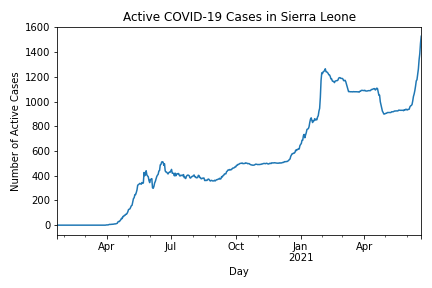 Active COVID-19 Cases in Sierra Leone
Number of Active Cases
1600
1400
1200
1000
800
600
400
200
0
Apr
Jul
Oct
Jan
2021
Apr
Day